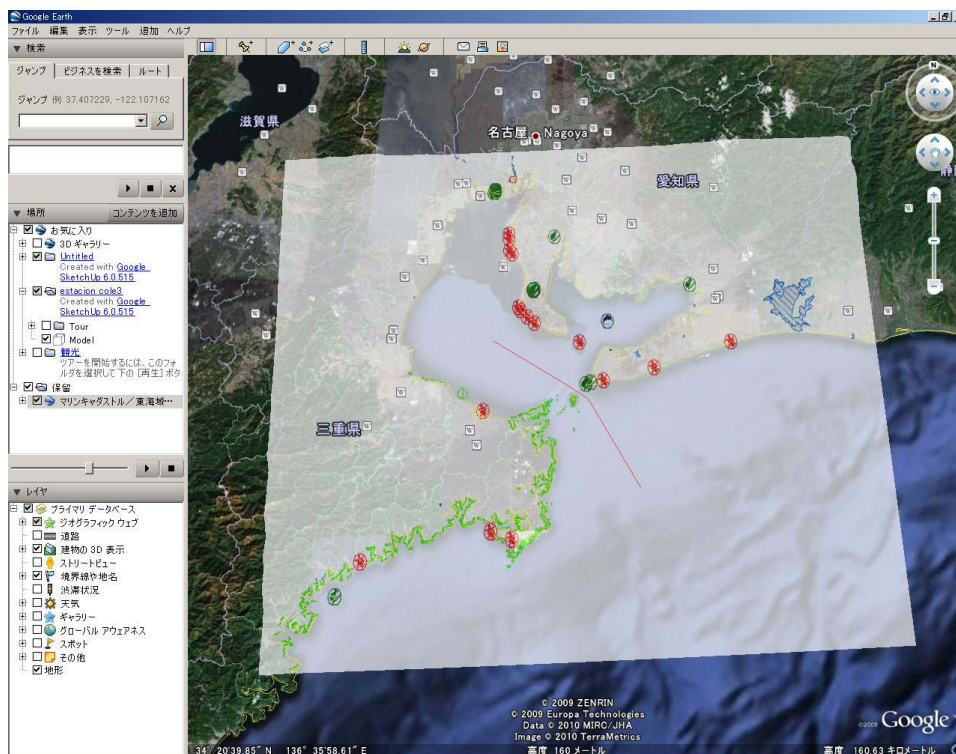 Google Earth
ファイル 編集 表示 ツール 追加 ヘルプ
▼ 検索
ジャンプ ビジネスを検索 ルート
ジャンプ 例 37.407229, -122.107162
▼ 場所 コンテンツを追加
お気に入り
3D ギャラリー
Untitled
Created with Google
SketchUp 6.0.515
estacion cole3
Created with Google
SketchUp 6.0.515
Tour
Model
観光
ツアーを開始するには、このフォ
ルダを選択して下の [再生] ボタ
保留
マリンキャダストル/東海域…
▼ レイヤ
プライマリ データベース
ジオグラフィック ウェブ
道路
建物の 3D 表示
ストリートビュー
境界線や地名
渋滞状況
天気
ギャラリー
グローバル アウェアネス
スポット
その他
地形
N
滋賀県
名古屋 Nagoya
愛知県
三重県
© 2009 ZENRIN
© 2009 Europa Technologies
Data © 2010 MIRC/JHA
Image © 2010 TerraMetrics
©2009 Google
34° 20'39.85" N 136° 35'58.61" E 高度 160 メートル 高度 160.63 キロメートル